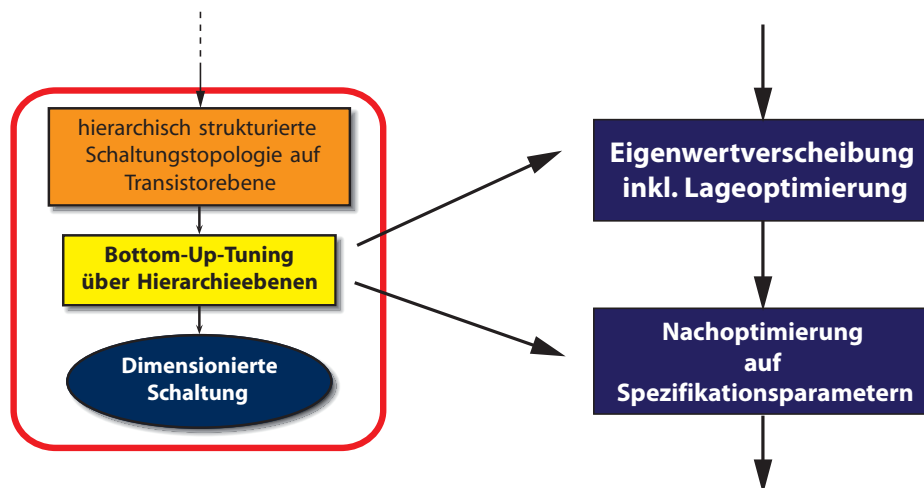 hierarchisch strukturierte
Schaltungstopologie auf
Transistorebene
Bottom-Up-Tuning
über Hierarchieebenen
Dimensionierte
Schaltung
Eigenwertverscheibung
inkl. Lageoptimierung
Nachoptimierung
auf
Spezifikationsparametern